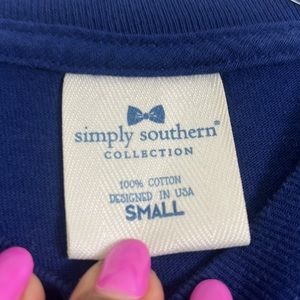 simply southern®
COLLECTION
100% COTTON
DESIGNED IN USA
SMALL